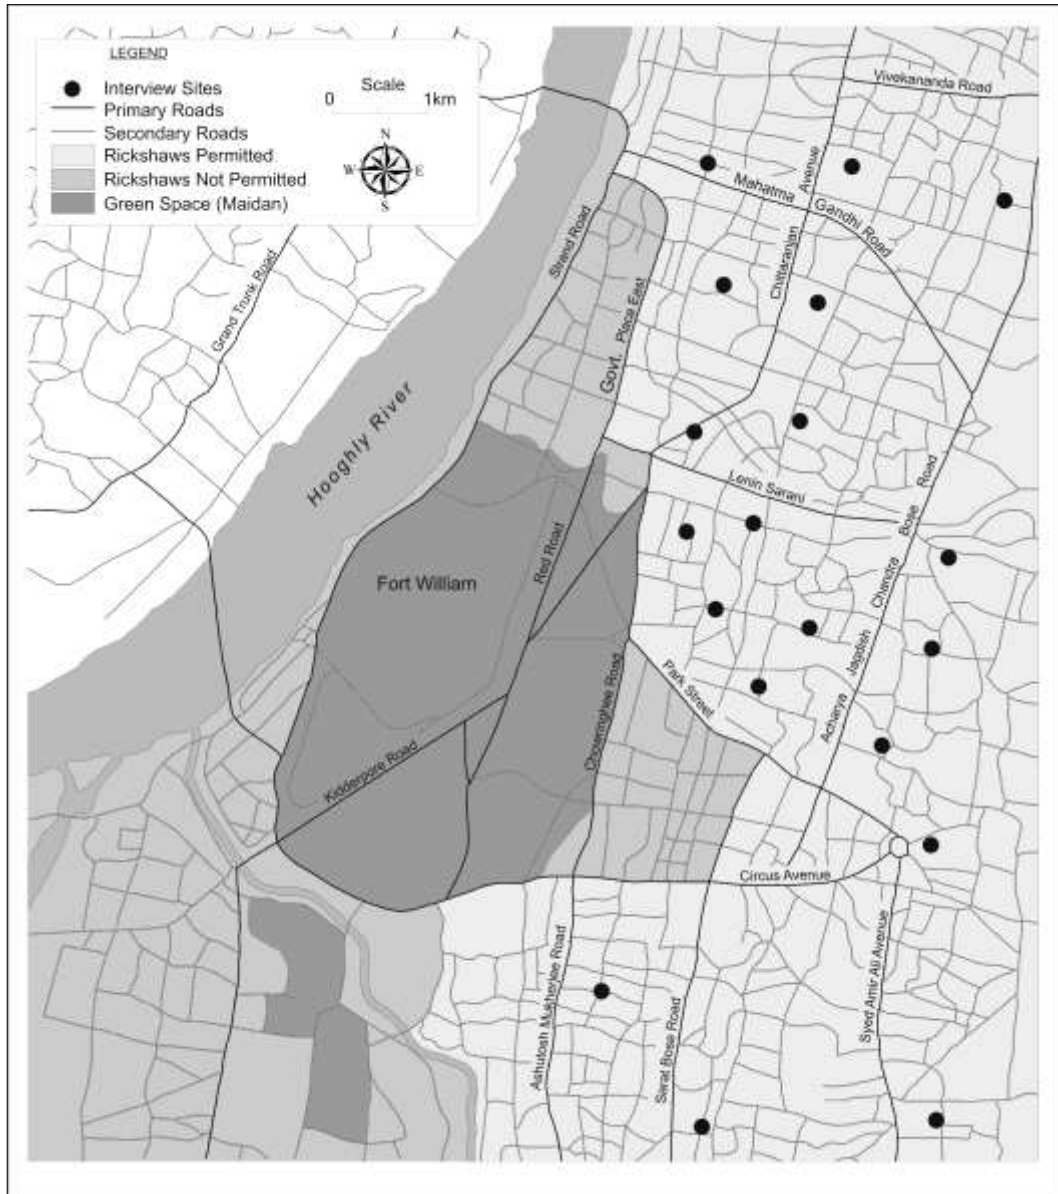 LEGEND
Interview Sites
Primary Roads
Secondary Roads
Rickshaws Permitted
Rickshaws Not Permitted
Green Space (Maidan)
Scale
0 1km
N
W E
S
Vivekananda Road
Mahatma Gandhi Road
Chittaranjan Avenue
Strand Road
Grand Trunk Road
Govt. Place East
Hooghly River
Lenin Sarani
Acharya Jagdish Chandra Bose Road
Red Road
Fort William
Park Street
Chowringhee Road
Kidderpore Road
Circus Avenue
Ashutosh Mukherjee Road
Sarat Bose Road
Syed Amir Ali Avenue